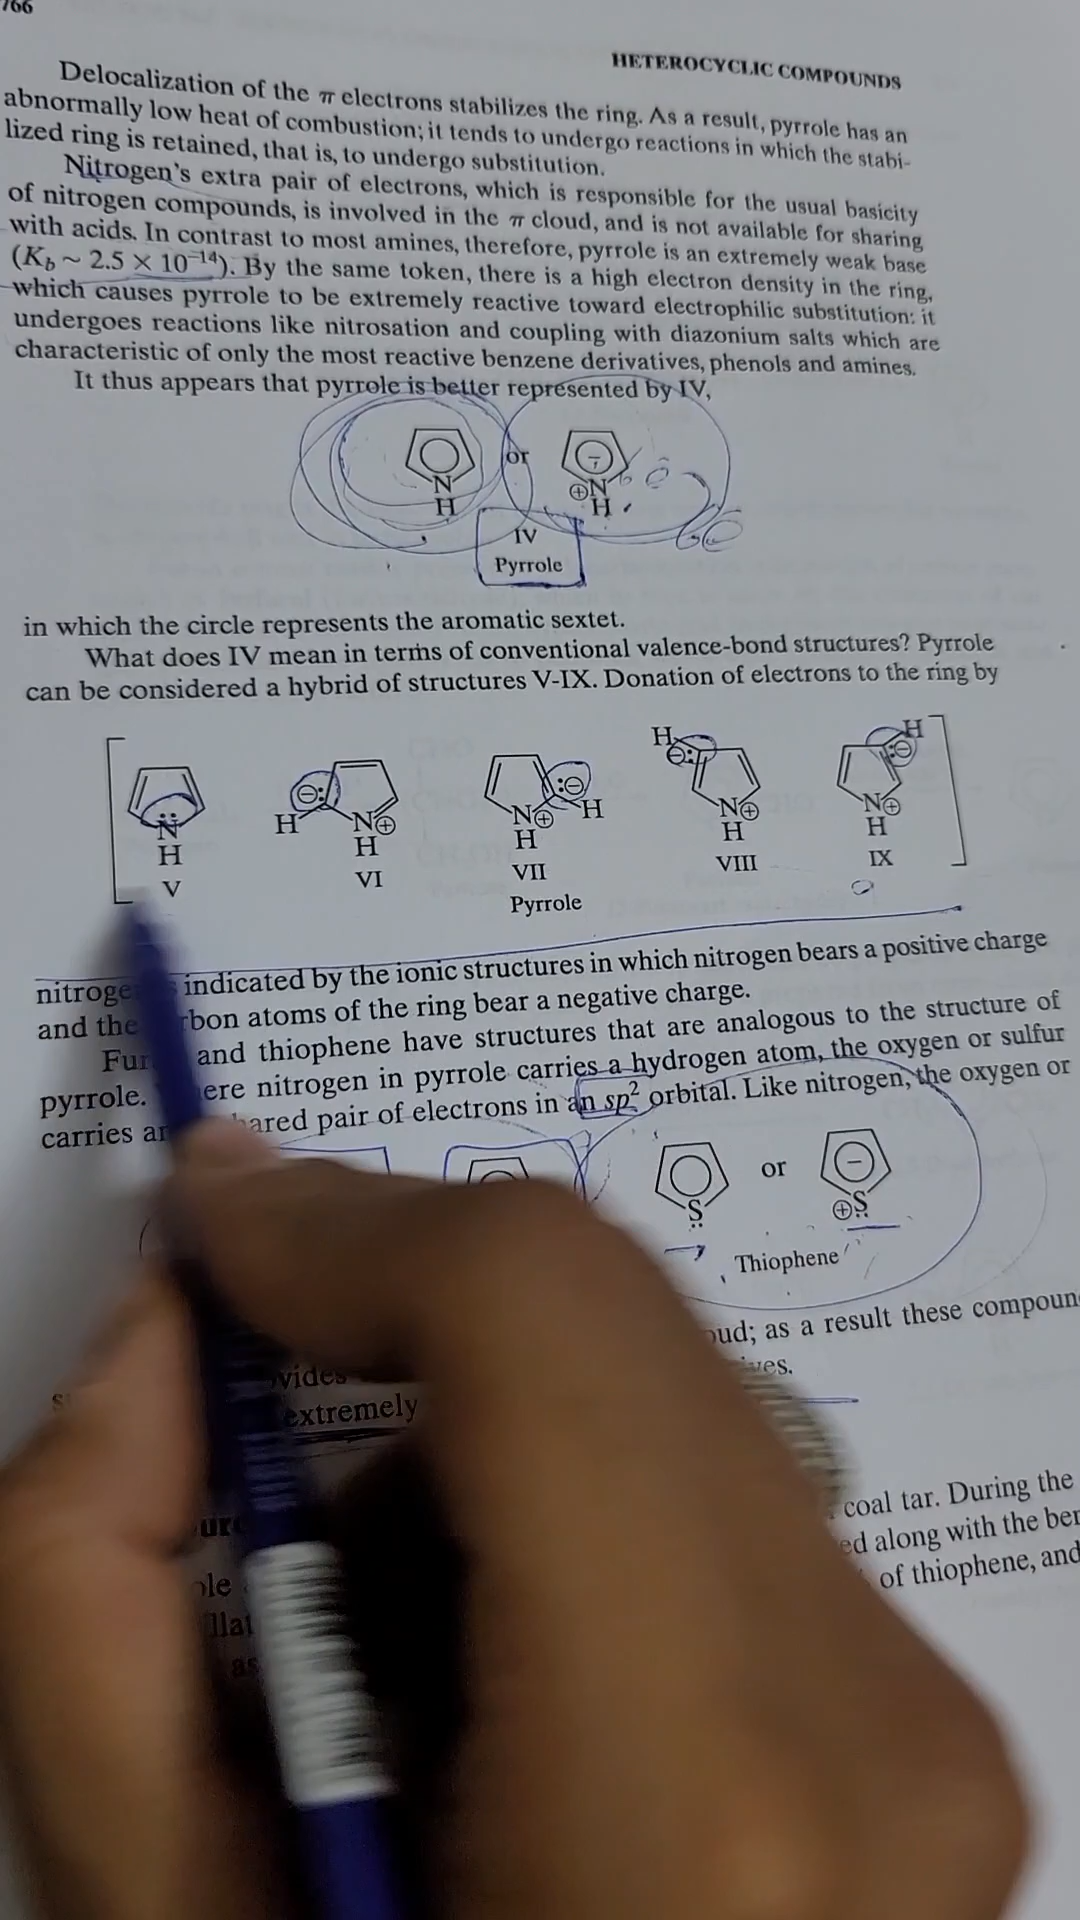 766
HETEROCYCLIC COMPOUNDS
Delocalization of the π electrons stabilizes the ring. As a result, pyrrole has an
abnormally low heat of combustion; it tends to undergo reactions in which the stabi-
lized ring is retained, that is, to undergo substitution.
Nitrogen's extra pair of electrons, which is responsible for the usual basicity
of nitrogen compounds, is involved in the π cloud, and is not available for sharing
with acids. In contrast to most amines, therefore, pyrrole is an extremely weak base
(K_b ~ 2.5 × 10⁻¹⁴). By the same token, there is a high electron density in the ring,
which causes pyrrole to be extremely reactive toward electrophilic substitution: it
undergoes reactions like nitrosation and coupling with diazonium salts which are
characteristic of only the most reactive benzene derivatives, phenols and amines.
It thus appears that pyrrole is better represented by IV,
N H or ⊕N H
IV
Pyrrole
in which the circle represents the aromatic sextet.
What does IV mean in terms of conventional valence-bond structures? Pyrrole
can be considered a hybrid of structures V-IX. Donation of electrons to the ring by
N̈ H H ⊖: N⊕ H :⊖ H N⊕ H H ⊖: N⊕ H H ⊖ N⊕ H
V VI VII VIII IX
Pyrrole
indicated by the ionic structures in which nitrogen bears a positive charge
and the bon atoms of the ring bear a negative charge.
and thiophene have structures that are analogous to the structure of
pyrrole. ere nitrogen in pyrrole carries a hydrogen atom, the oxygen or sulfur
carries pair of electrons in an sp² orbital. Like nitrogen, the oxygen or
S or ⊕S
Thiophene
oud; as a result these compoun
vides
extremely
coal tar. During the
along with the ben
of thiophene, and